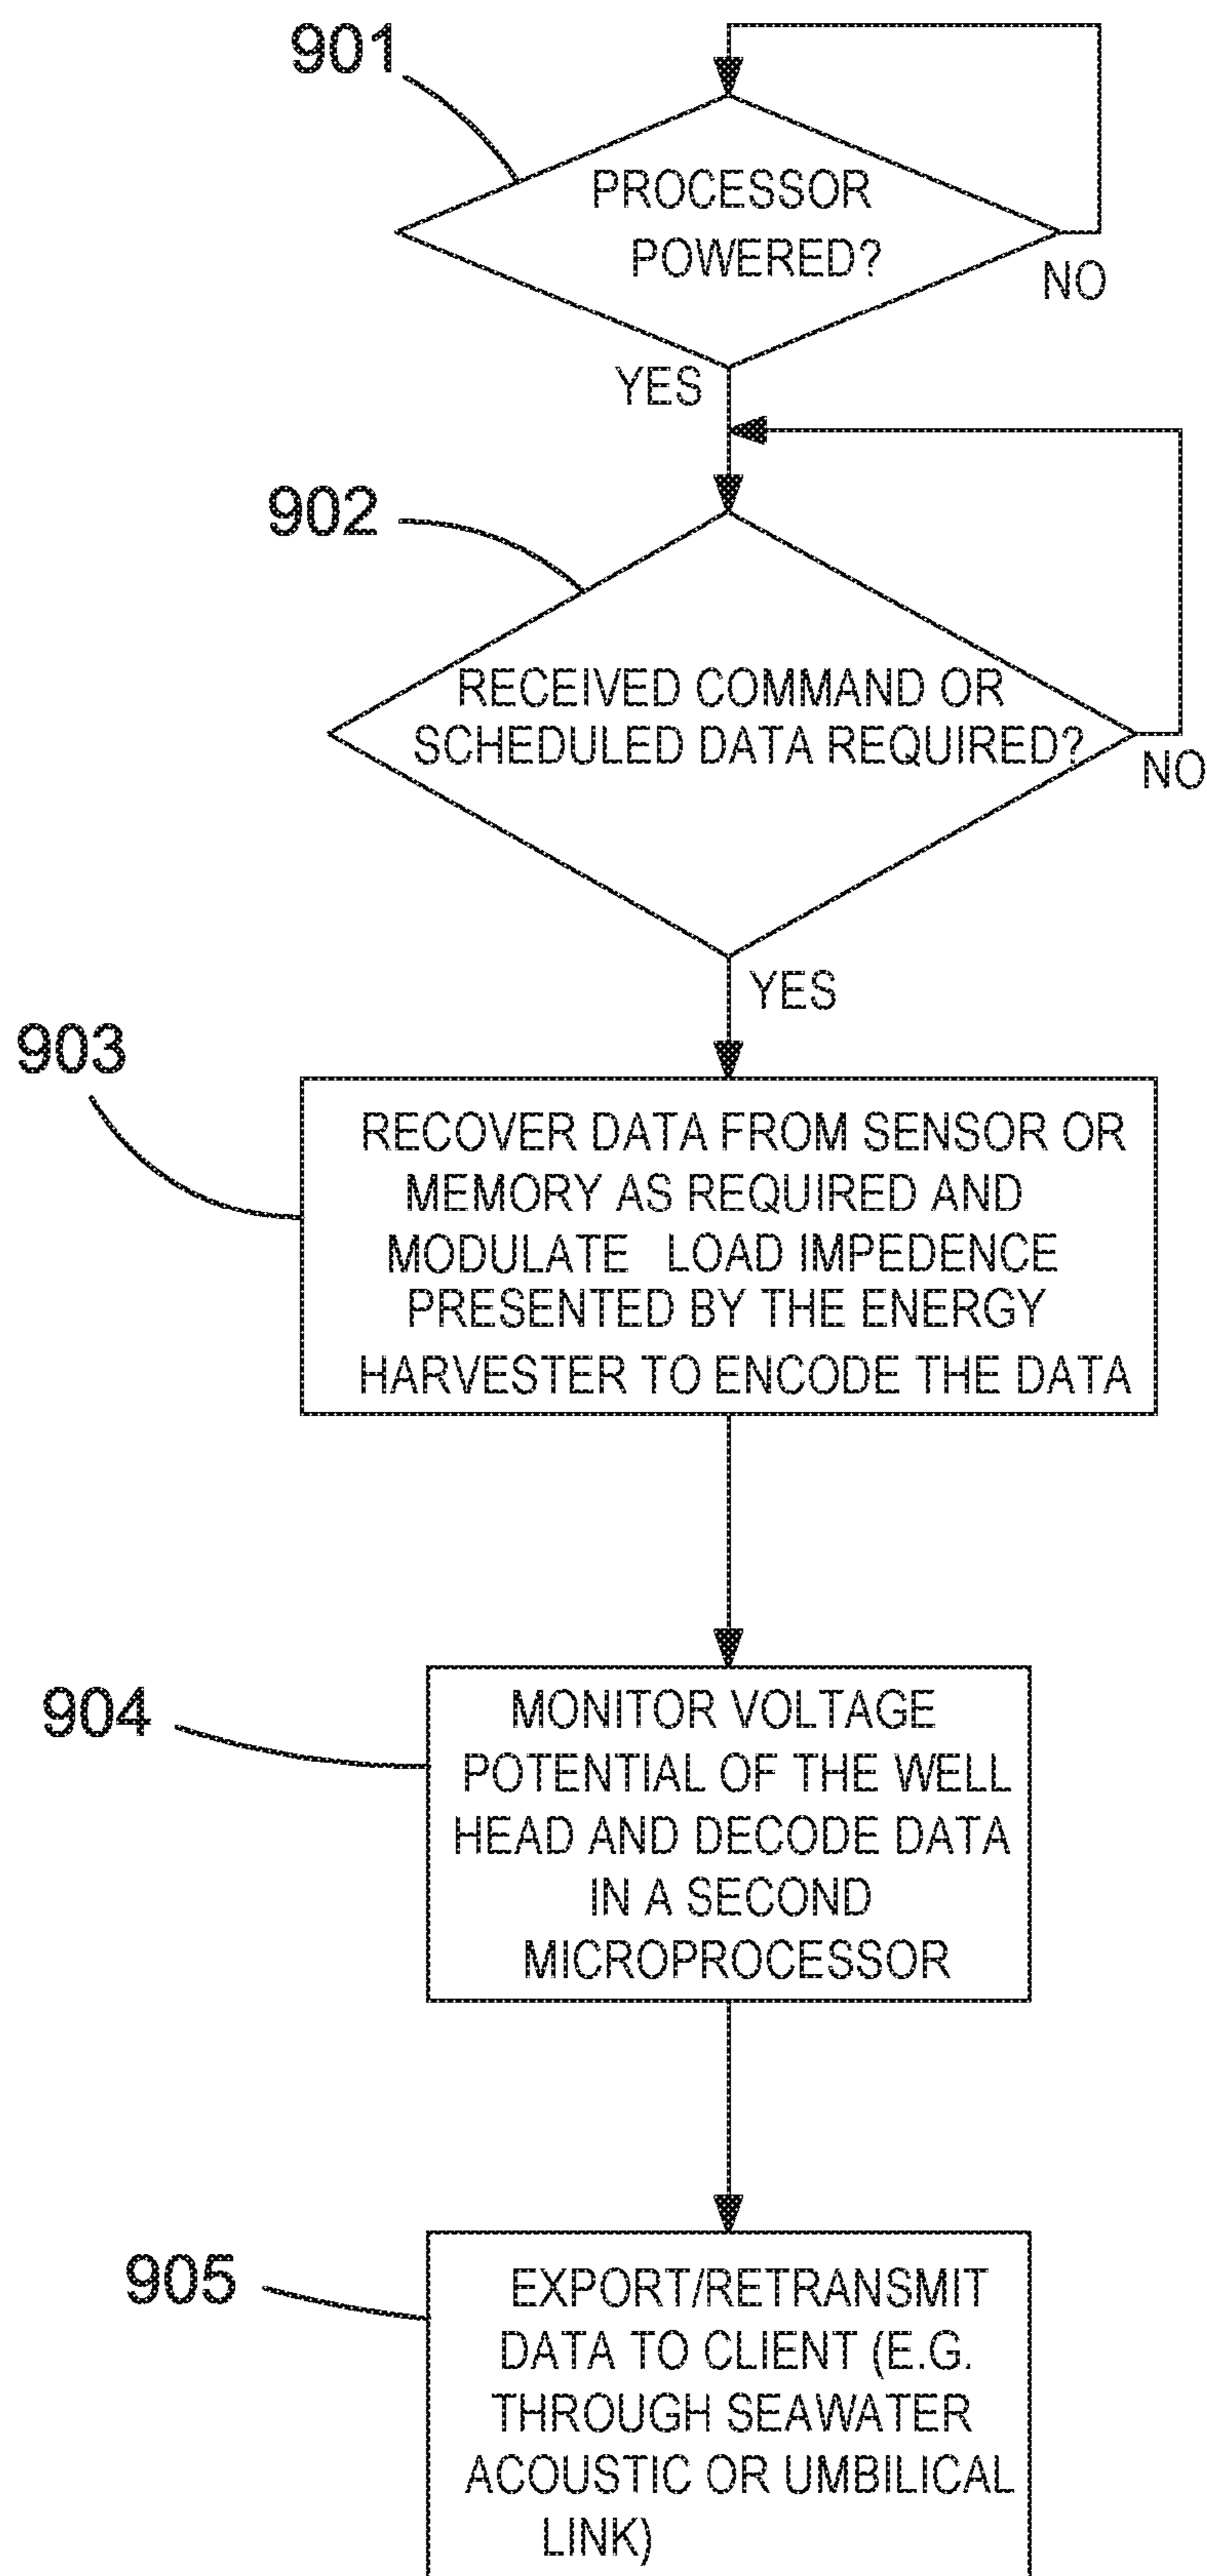 901
PROCESSOR
POWERED?
NO
YES
902
RECEIVED COMMAND OR
SCHEDULED DATA REQUIRED?
NO
YES
903
RECOVER DATA FROM SENSOR OR
MEMORY AS REQUIRED AND
MODULATE LOAD IMPEDENCE
PRESENTED BY THE ENERGY
HARVESTER TO ENCODE THE DATA
904
MONITOR VOLTAGE
POTENTIAL OF THE WELL
HEAD AND DECODE DATA
IN A SECOND
MICROPROCESSOR
905
EXPORT/RETRANSMIT
DATA TO CLIENT (E.G.
THROUGH SEAWATER
ACOUSTIC OR UMBILICAL
LINK)